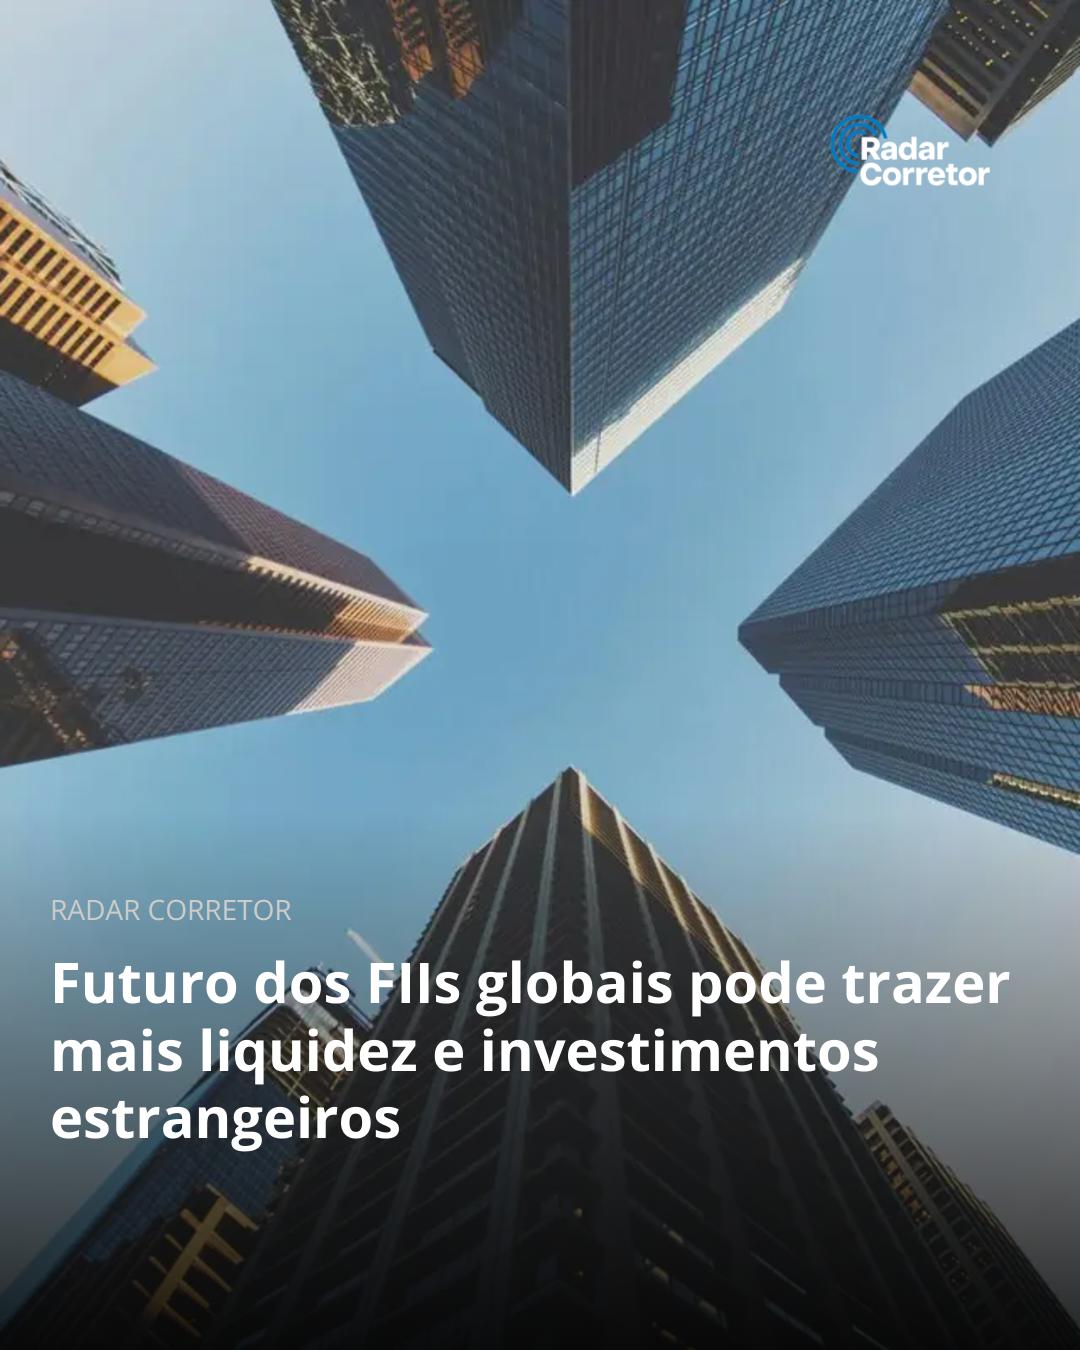 Radar
Corretor
RADAR CORRETOR
Futuro dos FIIs globais pode trazer
mais liquidez e investimentos
estrangeiros